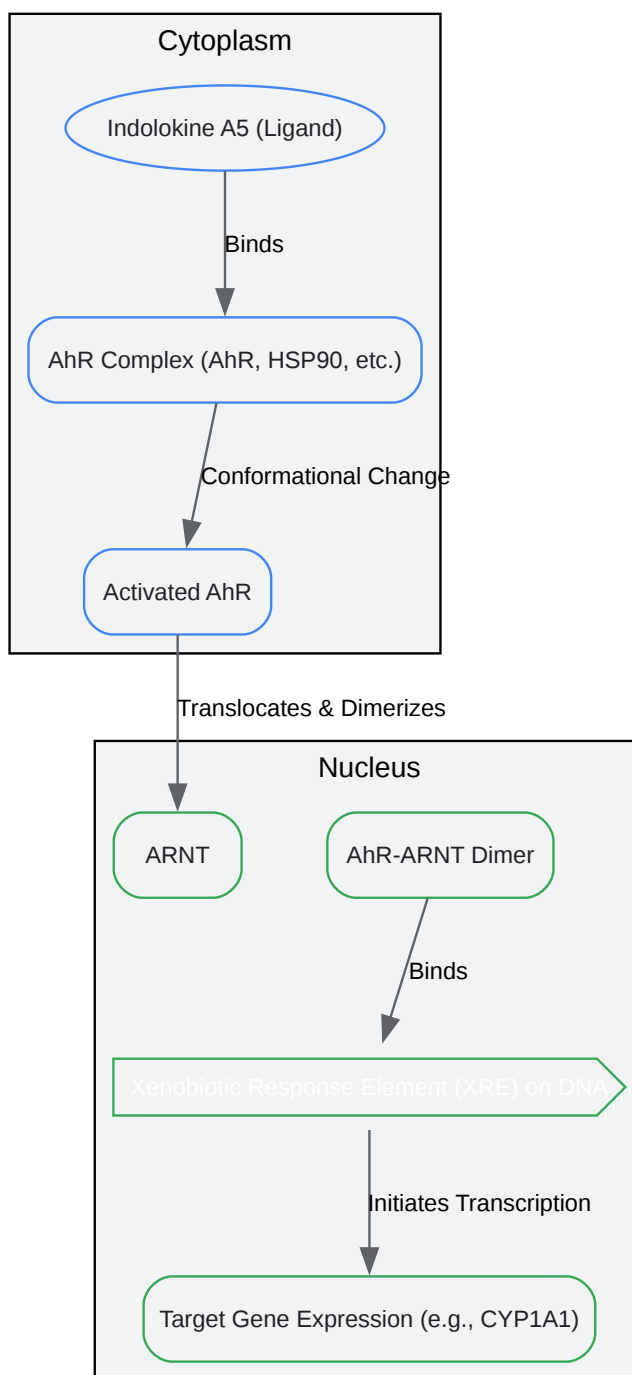 Cytoplasm
Indolokine A5 (Ligand)
Binds
AhR Complex (AhR, HSP90, etc.)
Conformational Change
Activated AhR
Translocates & Dimerizes
Nucleus
ARNT
AhR-ARNT Dimer
Binds
Xenobiotic Response Element (XRE) on DNA
Initiates Transcription
Target Gene Expression (e.g., CYP1A1)